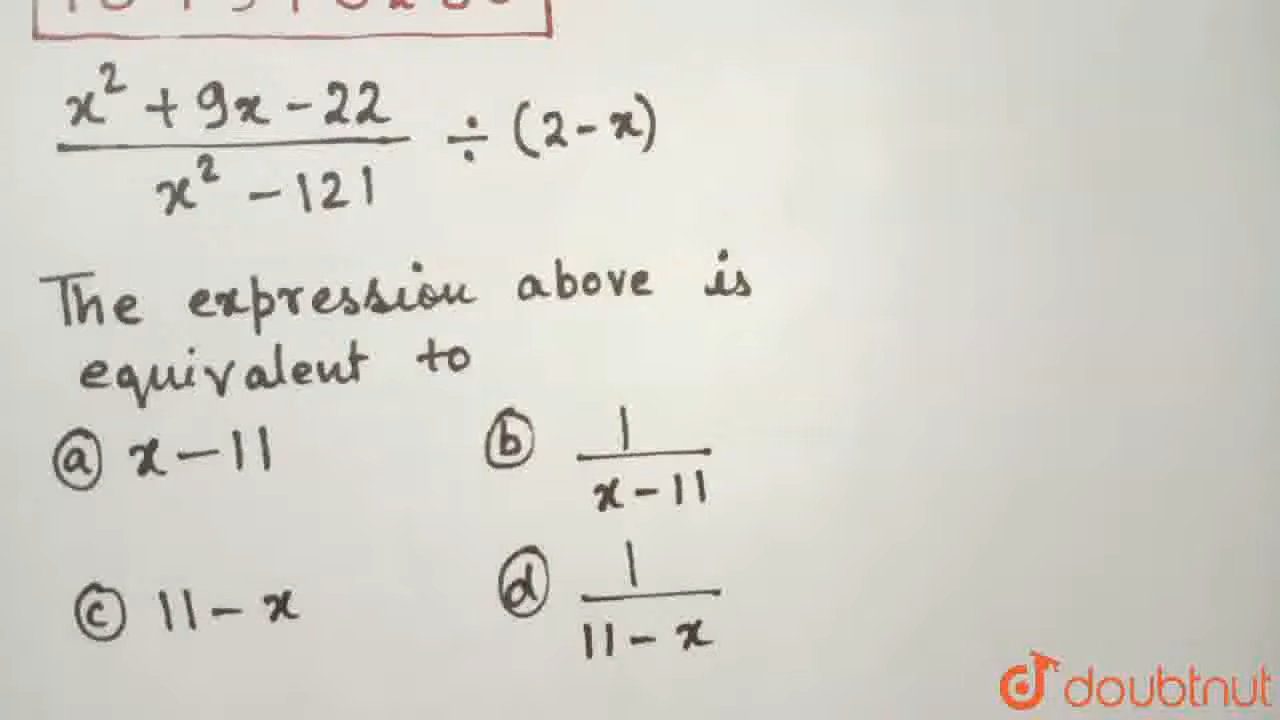 x² + 9x - 22
x² - 121
÷ (2 - x)
The expression above is
equivalent to
ⓐ x - 11
ⓑ 1
x - 11
ⓒ 11 - x
ⓓ 1
11 - x
doubtnut